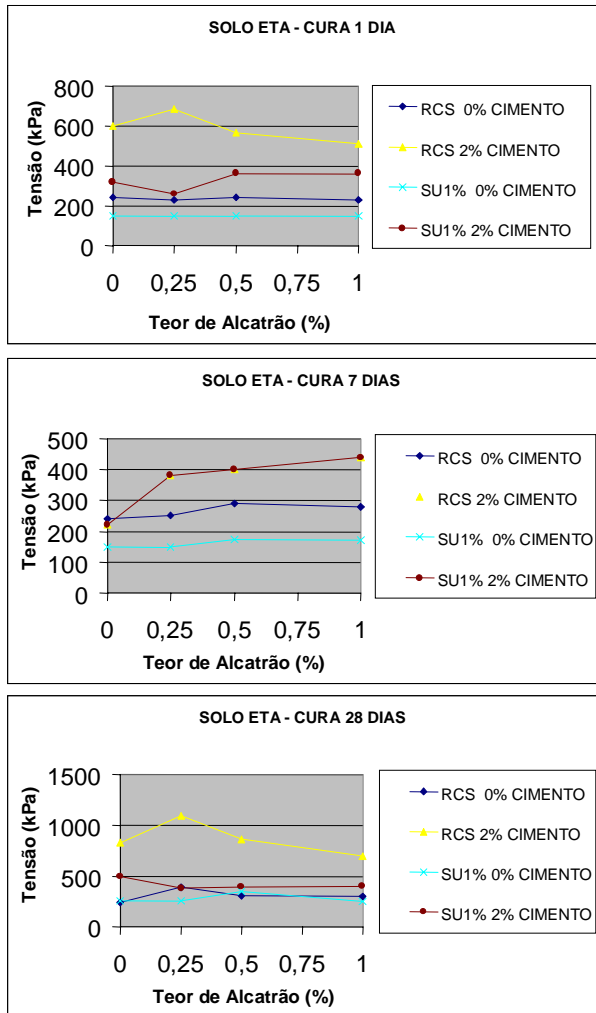 SOLO ETA - CURA 1 DIA
Tensão (kPa)
800
600
400
200
0
0 0,25 0,5 0,75 1
Teor de Alcatrão (%)
RCS 0% CIMENTO
RCS 2% CIMENTO
SU1% 0% CIMENTO
SU1% 2% CIMENTO
SOLO ETA - CURA 7 DIAS
Tensão (kPa)
500
400
300
200
100
0
0 0,25 0,5 0,75 1
Teor de Alcatrão (%)
RCS 0% CIMENTO
RCS 2% CIMENTO
SU1% 0% CIMENTO
SU1% 2% CIMENTO
SOLO ETA - CURA 28 DIAS
Tensão (kPa)
1500
1000
500
0
0 0,25 0,5 0,75 1
Teor de Alcatrão (%)
RCS 0% CIMENTO
RCS 2% CIMENTO
SU1% 0% CIMENTO
SU1% 2% CIMENTO